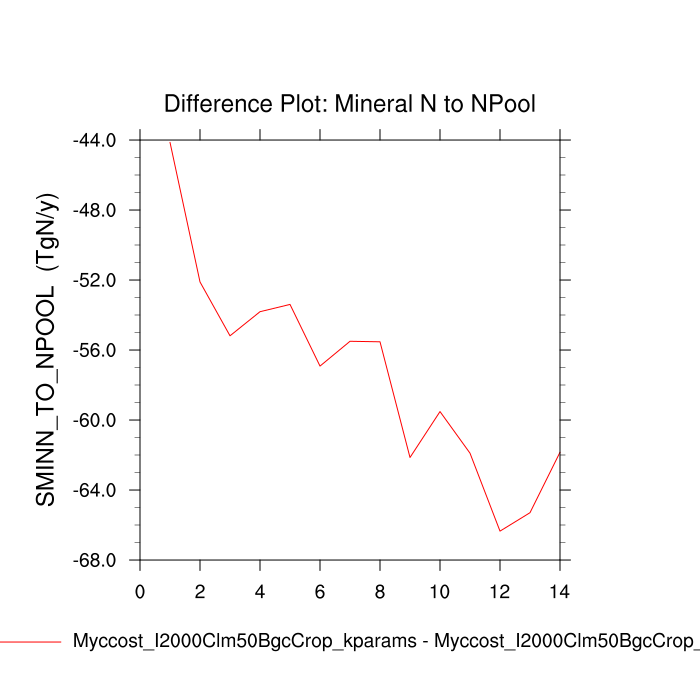 Difference Plot: Mineral N to NPool
SMINN_TO_NPOOL (TgN/y)
-44.0
-48.0
-52.0
-56.0
-60.0
-64.0
-68.0
0 2 4 6 8 10 12 14
Myccost_I2000Clm50BgcCrop_kparams - Myccost_I2000Clm50BgcCrop_